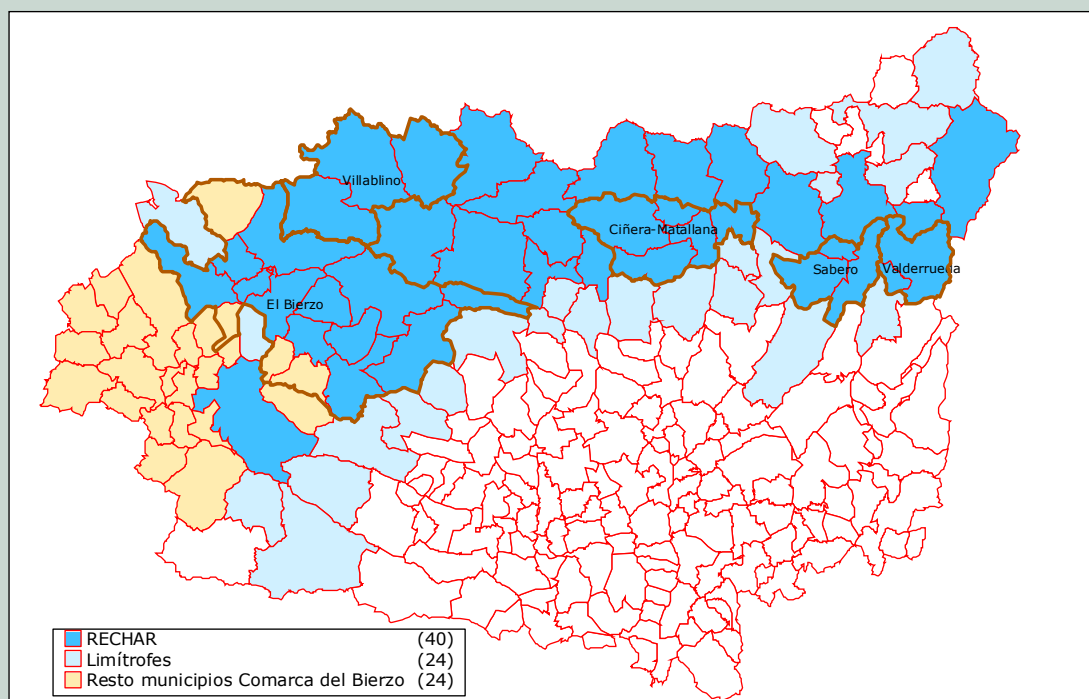 Villablino
Ciñera-Matallana
Sabero
Valderrueda
El Bierzo
RECHAR (40)
Limítrofes (24)
Resto municipios Comarca del Bierzo (24)